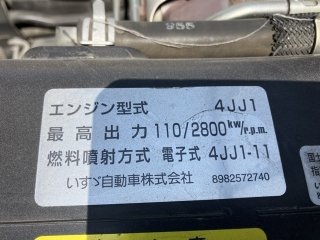 エンジン型式 4JJ1
最高出力 110/2800 kw/r.p.m.
燃料噴射方式 電子式 4JJ1-11
いすゞ自動車株式会社 8982572740